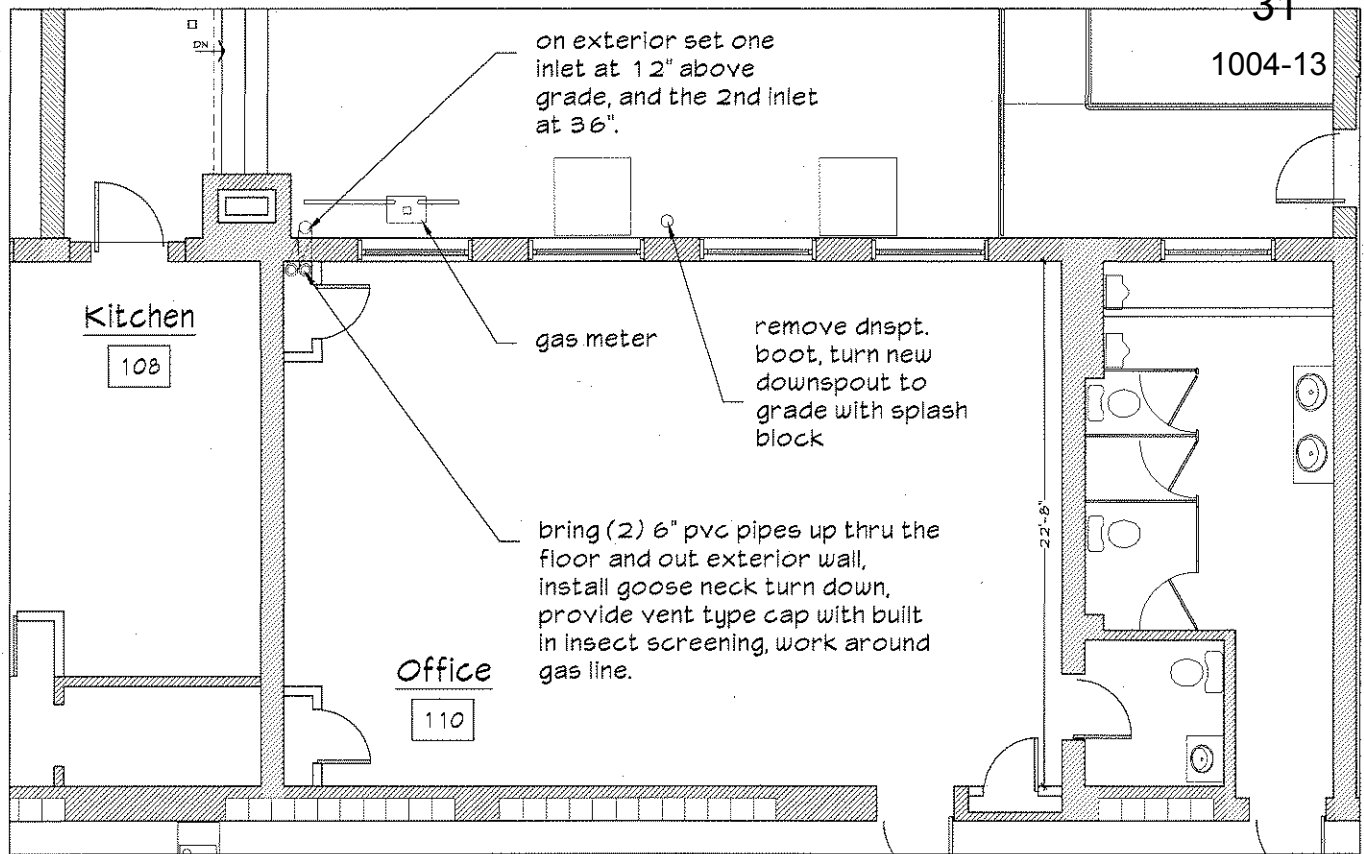 31
1004-13
DN
on exterior set one
inlet at 12" above
grade, and the 2nd inlet
at 36".
Kitchen
108
gas meter
remove dnspt.
boot, turn new
downspout to
grade with splash
block
22'-8"
bring (2) 6" pvc pipes up thru the
floor and out exterior wall,
install goose neck turn down,
provide vent type cap with built
in insect screening, work around
gas line.
Office
110